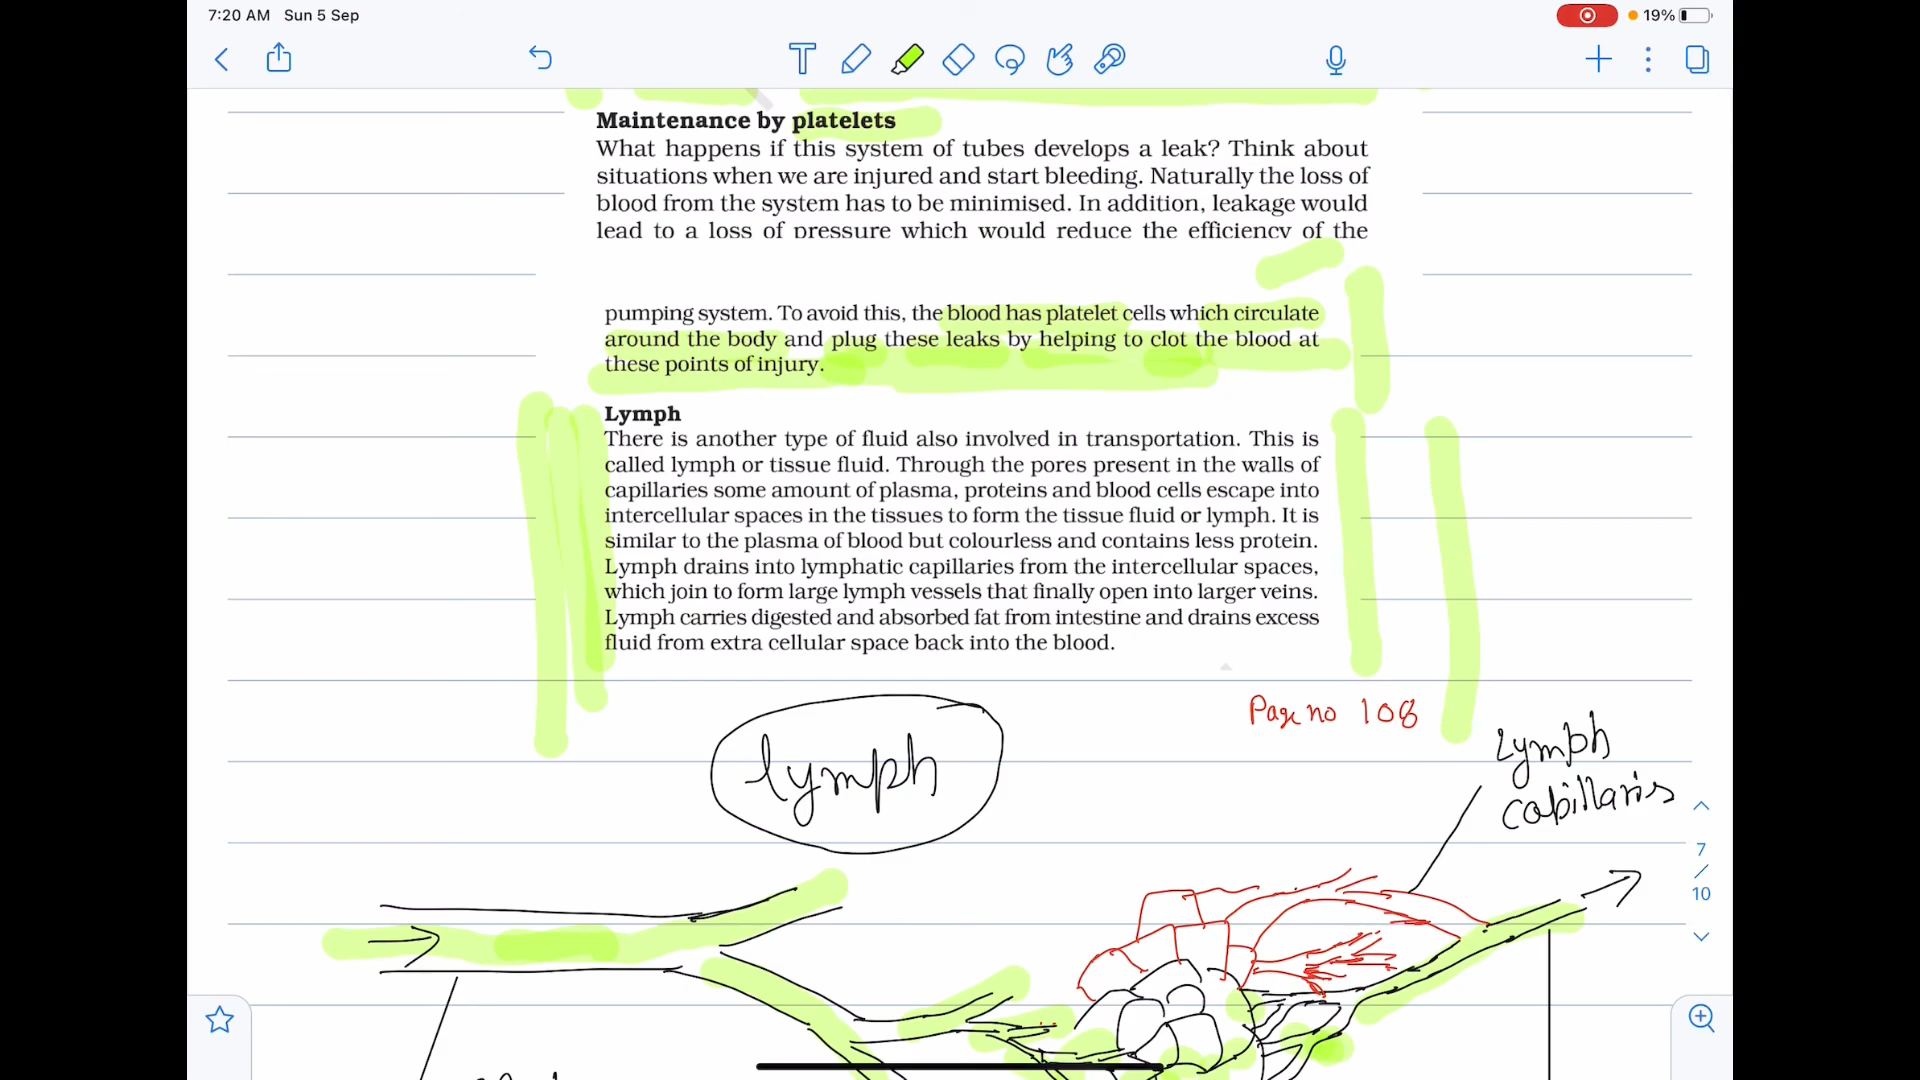 7:20 AM Sun 5 Sep
19%
Maintenance by platelets
What happens if this system of tubes develops a leak? Think about
situations when we are injured and start bleeding. Naturally the loss of
blood from the system has to be minimised. In addition, leakage would
lead to a loss of pressure which would reduce the efficiency of the
pumping system. To avoid this, the blood has platelet cells which circulate
around the body and plug these leaks by helping to clot the blood at
these points of injury.
Lymph
There is another type of fluid also involved in transportation. This is
called lymph or tissue fluid. Through the pores present in the walls of
capillaries some amount of plasma, proteins and blood cells escape into
intercellular spaces in the tissues to form the tissue fluid or lymph. It is
similar to the plasma of blood but colourless and contains less protein.
Lymph drains into lymphatic capillaries from the intercellular spaces,
which join to form large lymph vessels that finally open into larger veins.
Lymph carries digested and absorbed fat from intestine and drains excess
fluid from extra cellular space back into the blood.
Page no 108
lymph
Lymph
capillaris
7
/
10